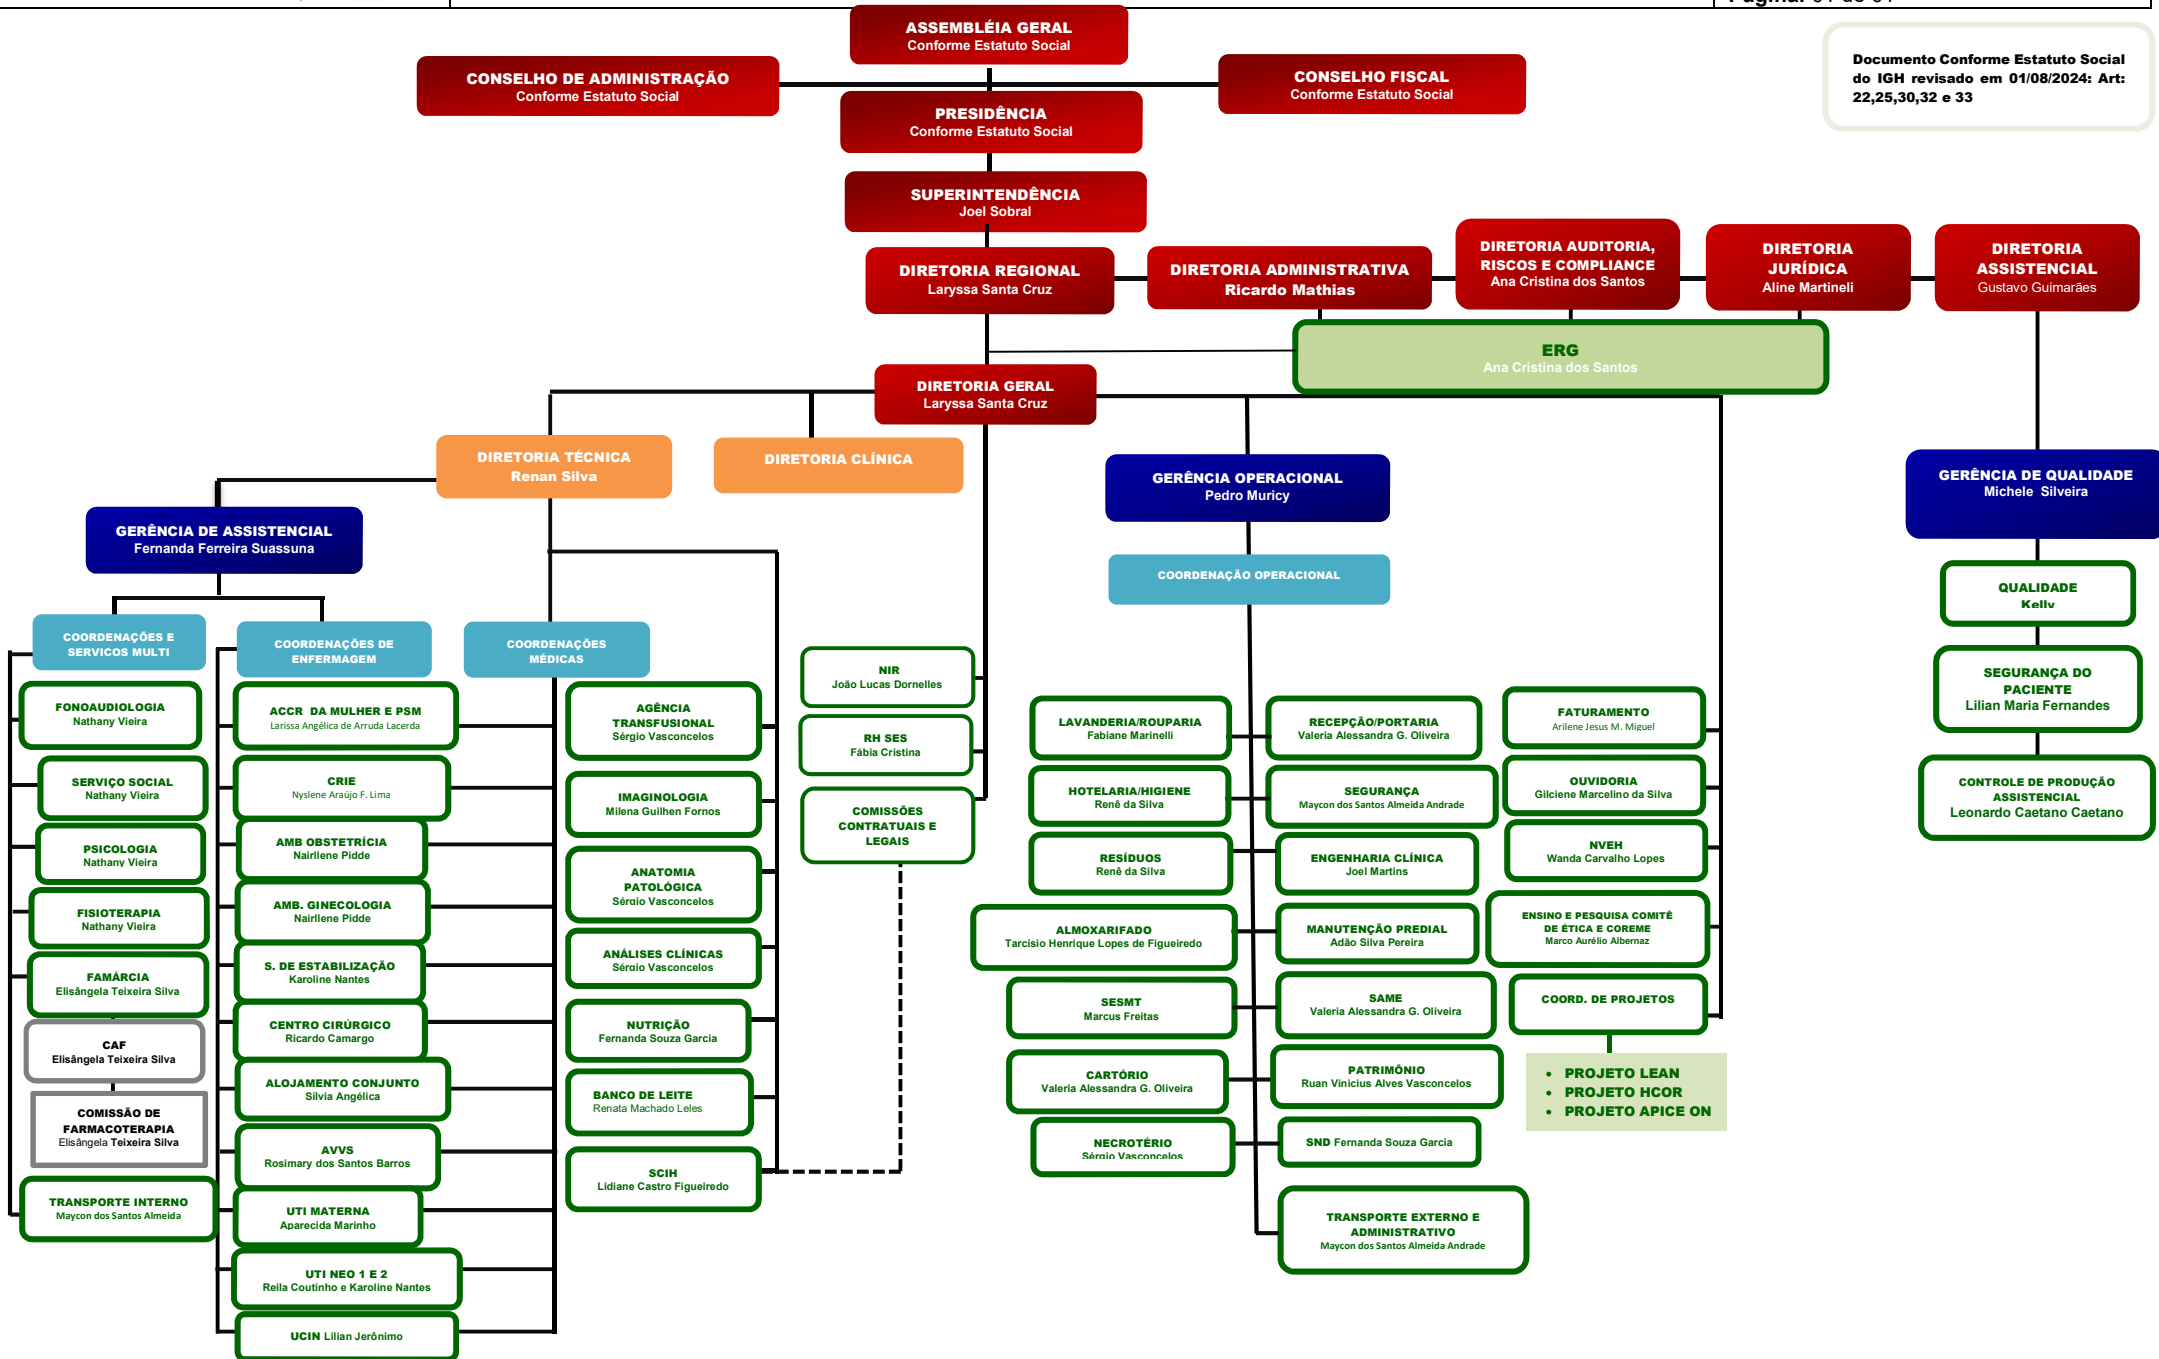 ASSEMBLÉIA GERAL
Conforme Estatuto Social
CONSELHO DE ADMINISTRAÇÃO
Conforme Estatuto Social
CONSELHO FISCAL
Conforme Estatuto Social
Documento Conforme Estatuto Social
do IGH revisado em 01/08/2024: Art:
22,25,30,32 e 33
PRESIDÊNCIA
Conforme Estatuto Social
SUPERINTENDÊNCIA
Joel Sobral
DIRETORIA REGIONAL
Laryssa Santa Cruz
DIRETORIA ADMINISTRATIVA
Ricardo Mathias
DIRETORIA AUDITORIA,
RISCOS E COMPLIANCE
Ana Cristina dos Santos
DIRETORIA
JURÍDICA
Aline Martineli
DIRETORIA
ASSISTENCIAL
Gustavo Guimarães
ERG
Ana Cristina dos Santos
DIRETORIA GERAL
Laryssa Santa Cruz
DIRETORIA TÉCNICA
Renan Silva
DIRETORIA CLÍNICA
GERÊNCIA OPERACIONAL
Pedro Muricy
GERÊNCIA DE QUALIDADE
Michele Silveira
GERÊNCIA DE ASSISTENCIAL
Fernanda Ferreira Suassuna
COORDENAÇÃO OPERACIONAL
QUALIDADE
Kelly
SEGURANÇA DO
PACIENTE
Lilian Maria Fernandes
CONTROLE DE PRODUÇÃO
ASSISTENCIAL
Leonardo Caetano Caetano
COORDENAÇÕES E
SERVICOS MULTI
COORDENAÇÕES DE
ENFERMAGEM
COORDENAÇÕES
MÉDICAS
FONOAUDIOLOGIA
Nathany Vieira
SERVIÇO SOCIAL
Nathany Vieira
PSICOLOGIA
Nathany Vieira
FISIOTERAPIA
Nathany Vieira
FAMÁRCIA
Elisângela Teixeira Silva
CAF
Elisângela Teixeira Silva
COMISSÃO DE
FARMACOTERAPIA
Elisângela Teixeira Silva
TRANSPORTE INTERNO
Maycon dos Santos Almeida
ACCR DA MULHER E PSM
Larissa Angélica de Arruda Lacerda
CRIE
Nyslene Araújo F. Lima
AMB OBSTETRÍCIA
Nairllene Pidde
AMB. GINECOLOGIA
Nairllene Pidde
S. DE ESTABILIZAÇÃO
Karoline Nantes
CENTRO CIRÚRGICO
Ricardo Camargo
ALOJAMENTO CONJUNTO
Silvia Angélica
AVVS
Rosimary dos Santos Barros
UTI MATERNA
Aparecida Marinho
UTI NEO 1 E 2
Reila Coutinho e Karoline Nantes
UCIN Lilian Jerônimo
AGÊNCIA
TRANSFUSIONAL
Sérgio Vasconcelos
IMAGINOLOGIA
Milena Guilhen Fornos
ANATOMIA
PATOLÓGICA
Sérgio Vasconcelos
ANÁLISES CLÍNICAS
Sérgio Vasconcelos
NUTRIÇÃO
Fernanda Souza Garcia
BANCO DE LEITE
Renata Machado Leles
SCIH
Lidiane Castro Figueiredo
NIR
João Lucas Dornelles
RH SES
Fábia Cristina
COMISSÕES
CONTRATUAIS E
LEGAIS
LAVANDERIA/ROUPARIA
Fabiane Marinelli
HOTELARIA/HIGIENE
Renê da Silva
RESÍDUOS
Renê da Silva
ALMOXARIFADO
Tarcísio Henrique Lopes de Figueiredo
SESMT
Marcus Freitas
CARTÓRIO
Valeria Alessandra G. Oliveira
NECROTÉRIO
Sérgio Vasconcelos
RECEPÇÃO/PORTARIA
Valeria Alessandra G. Oliveira
SEGURANÇA
Maycon dos Santos Almeida Andrade
ENGENHARIA CLÍNICA
Joel Martins
MANUTENÇÃO PREDIAL
Adão Silva Pereira
SAME
Valeria Alessandra G. Oliveira
PATRIMÔNIO
Ruan Vinicius Alves Vasconcelos
SND Fernanda Souza Garcia
TRANSPORTE EXTERNO E
ADMINISTRATIVO
Maycon dos Santos Almeida Andrade
FATURAMENTO
Arilene Jesus M. Miguel
OUVIDORIA
Gilciene Marcelino da Silva
NVEH
Wanda Carvalho Lopes
ENSINO E PESQUISA COMITÊ
DE ÉTICA E COREME
Marco Aurélio Albernaz
COORD. DE PROJETOS
• PROJETO LEAN
• PROJETO HCOR
• PROJETO APICE ON